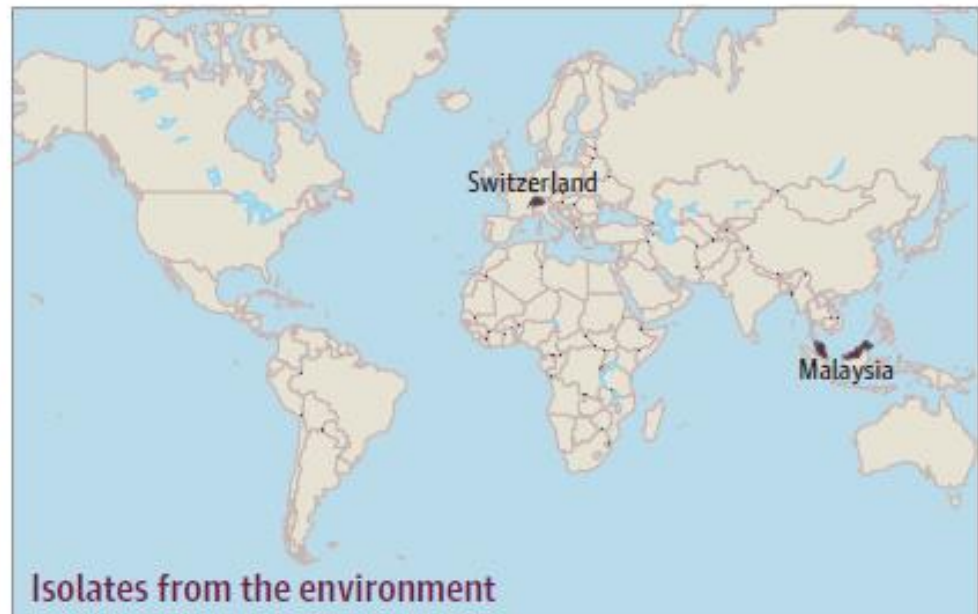 Switzerland
Malaysia
Isolates from the environment